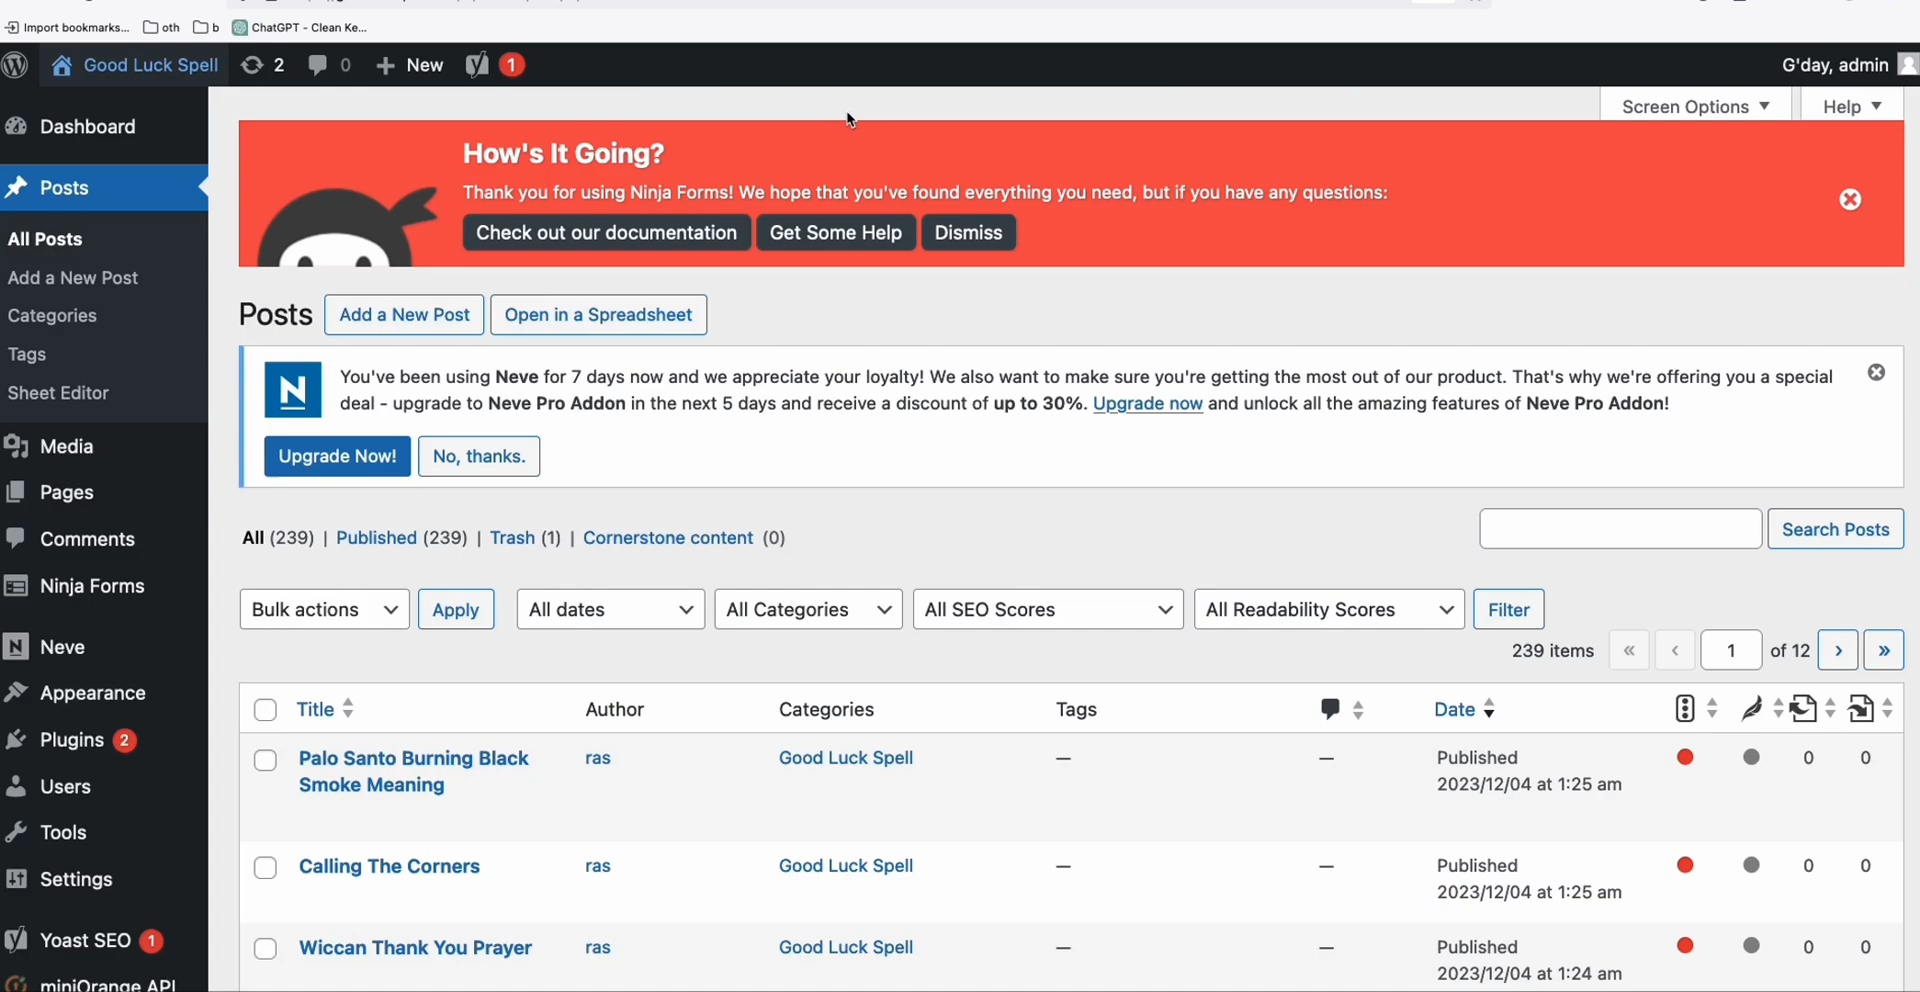 Import bookmarks...
oth
b
ChatGPT - Clean Ke...
Good Luck Spell
2
0
New
1
G'day, admin
Screen Options
Help
Dashboard
Posts
All Posts
Add a New Post
Categories
Tags
Sheet Editor
Media
Pages
Comments
Ninja Forms
Neve
Appearance
Plugins 2
Users
Tools
Settings
Yoast SEO 1
miniOrange API
How's It Going?
Thank you for using Ninja Forms! We hope that you've found everything you need, but if you have any questions:
Check out our documentation
Get Some Help
Dismiss
Posts
Add a New Post
Open in a Spreadsheet
N
You've been using Neve for 7 days now and we appreciate your loyalty! We also want to make sure you're getting the most out of our product. That's why we're offering you a special
deal - upgrade to Neve Pro Addon in the next 5 days and receive a discount of up to 30%. Upgrade now and unlock all the amazing features of Neve Pro Addon!
Upgrade Now!
No, thanks.
All (239) | Published (239) | Trash (1) | Cornerstone content (0)
Search Posts
Bulk actions
Apply
All dates
All Categories
All SEO Scores
All Readability Scores
Filter
239 items « ‹ 1 of 12 › »
Title Author Categories Tags Date
Palo Santo Burning Black
Smoke Meaning
ras
Good Luck Spell
—
—
Published
2023/12/04 at 1:25 am
0
0
Calling The Corners
ras
Good Luck Spell
—
—
Published
2023/12/04 at 1:25 am
0
0
Wiccan Thank You Prayer
ras
Good Luck Spell
—
—
Published
2023/12/04 at 1:24 am
0
0